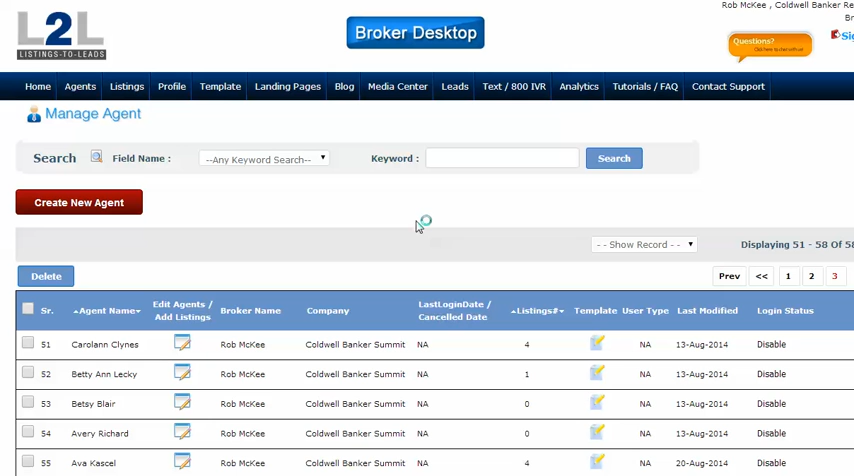 Rob McKee , Coldwell Banker Re
L2L
LISTINGS-TO-LEADS
Broker Desktop
Questions?
Click here to chat with us
Home Agents Listings Profile Template Landing Pages Blog Media Center Leads Text / 800 IVR Analytics Tutorials / FAQ Contact Support
Manage Agent
Search Field Name : --Any Keyword Search-- Keyword : Search
Create New Agent
- - Show Record - - Displaying 51 - 58 Of 58
Delete Prev << 1 2 3
Sr. Agent Name Edit Agents / Add Listings Broker Name Company LastLoginDate / Cancelled Date Listings# Template User Type Last Modified Login Status
51 Carolann Clynes Rob McKee Coldwell Banker Summit NA 4 NA 13-Aug-2014 Disable
52 Betty Ann Lecky Rob McKee Coldwell Banker Summit NA 1 NA 13-Aug-2014 Disable
53 Betsy Blair Rob McKee Coldwell Banker Summit NA 0 NA 13-Aug-2014 Disable
54 Avery Richard Rob McKee Coldwell Banker Summit NA 0 NA 13-Aug-2014 Disable
55 Ava Kascel Rob McKee Coldwell Banker Summit NA 4 NA 20-Aug-2014 Disable